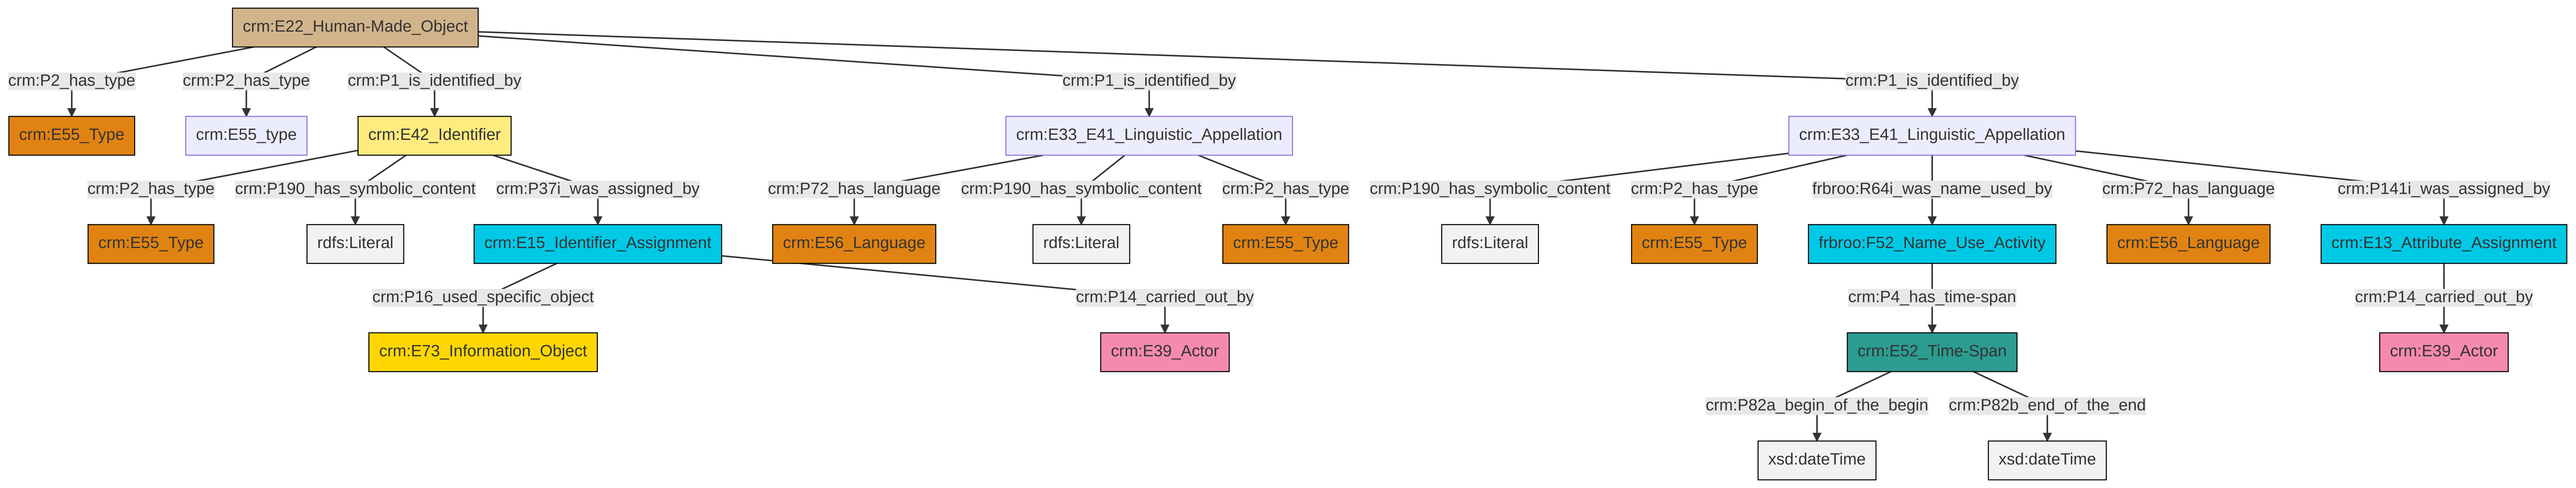 crm:E22_Human-Made_Object
crm:P2_has_type
crm:P2_has_type
crm:P1_is_identified_by
crm:P1_is_identified_by
crm:P1_is_identified_by
crm:E55_Type
crm:E55_type
crm:E42_Identifier
crm:E33_E41_Linguistic_Appellation
crm:E33_E41_Linguistic_Appellation
crm:P2_has_type
crm:P190_has_symbolic_content
crm:P37i_was_assigned_by
crm:P72_has_language
crm:P190_has_symbolic_content
crm:P2_has_type
crm:P190_has_symbolic_content
crm:P2_has_type
frbroo:R64i_was_name_used_by
crm:P72_has_language
crm:P141i_was_assigned_by
crm:E55_Type
rdfs:Literal
crm:E15_Identifier_Assignment
crm:E56_Language
rdfs:Literal
crm:E55_Type
rdfs:Literal
crm:E55_Type
frbroo:F52_Name_Use_Activity
crm:E56_Language
crm:E13_Attribute_Assignment
crm:P16_used_specific_object
crm:P14_carried_out_by
crm:P4_has_time-span
crm:P14_carried_out_by
crm:E73_Information_Object
crm:E39_Actor
crm:E52_Time-Span
crm:E39_Actor
crm:P82a_begin_of_the_begin
crm:P82b_end_of_the_end
xsd:dateTime
xsd:dateTime